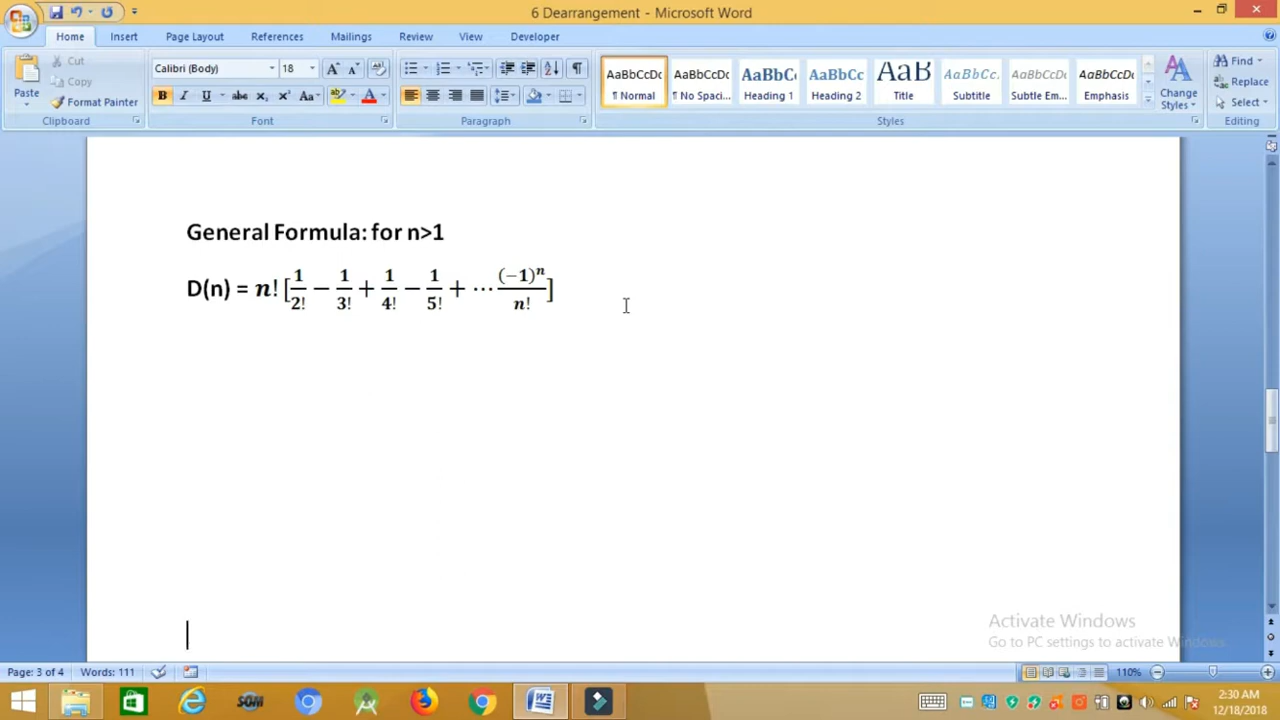 6 Dearrangement - Microsoft Word
Home Insert Page Layout References Mailings Review View Developer
Cut
Copy
Format Painter
Paste
Clipboard
Calibri (Body) 18
Font
Paragraph
AaBbCcDc AaBbCcDc AaBbC AaBbCc AaB AaBbCc. AaBbCcDc AaBbCcDc
¶ Normal ¶ No Spaci... Heading 1 Heading 2 Title Subtitle Subtle Em... Emphasis
Change Styles
Styles
Find
Replace
Select
Editing
General Formula: for n>1
D(n) = n! [1/2! − 1/3! + 1/4! − 1/5! + ⋯ (−1)^n/n!]
Activate Windows
Go to PC settings to activate Windows.
Page: 3 of 4 Words: 111 110%
SGM
2:30 AM
12/18/2018